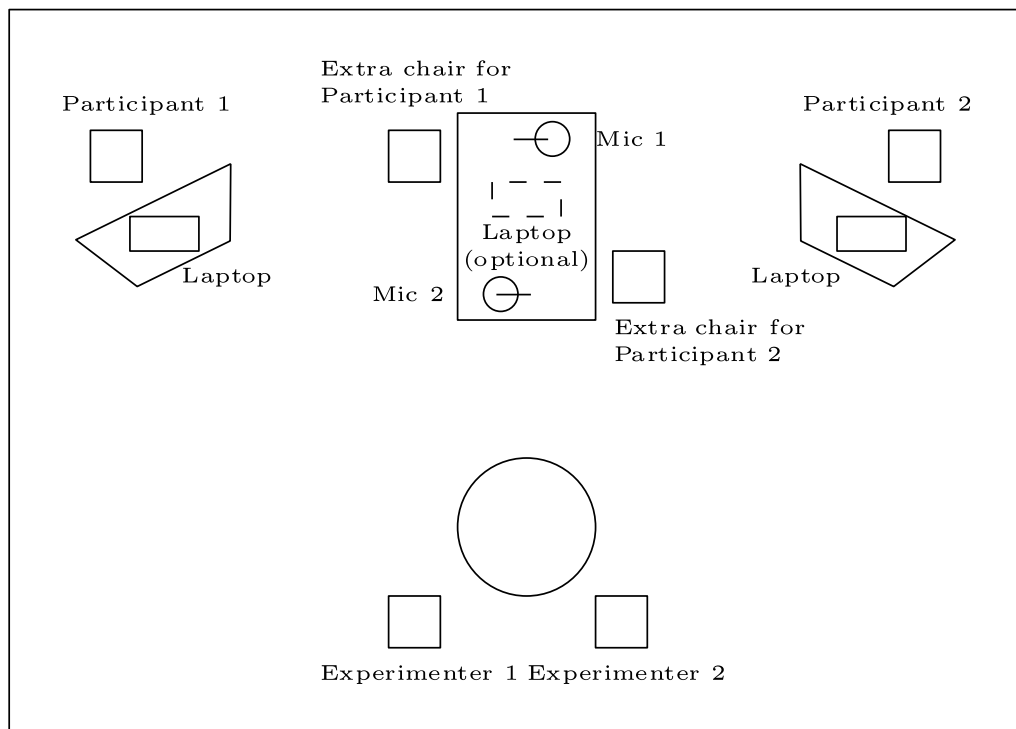 Extra chair for
Participant 1
Participant 1
Participant 2
Mic 1
Laptop
(optional)
Laptop
Laptop
Mic 2
Extra chair for
Participant 2
Experimenter 1
Experimenter 2